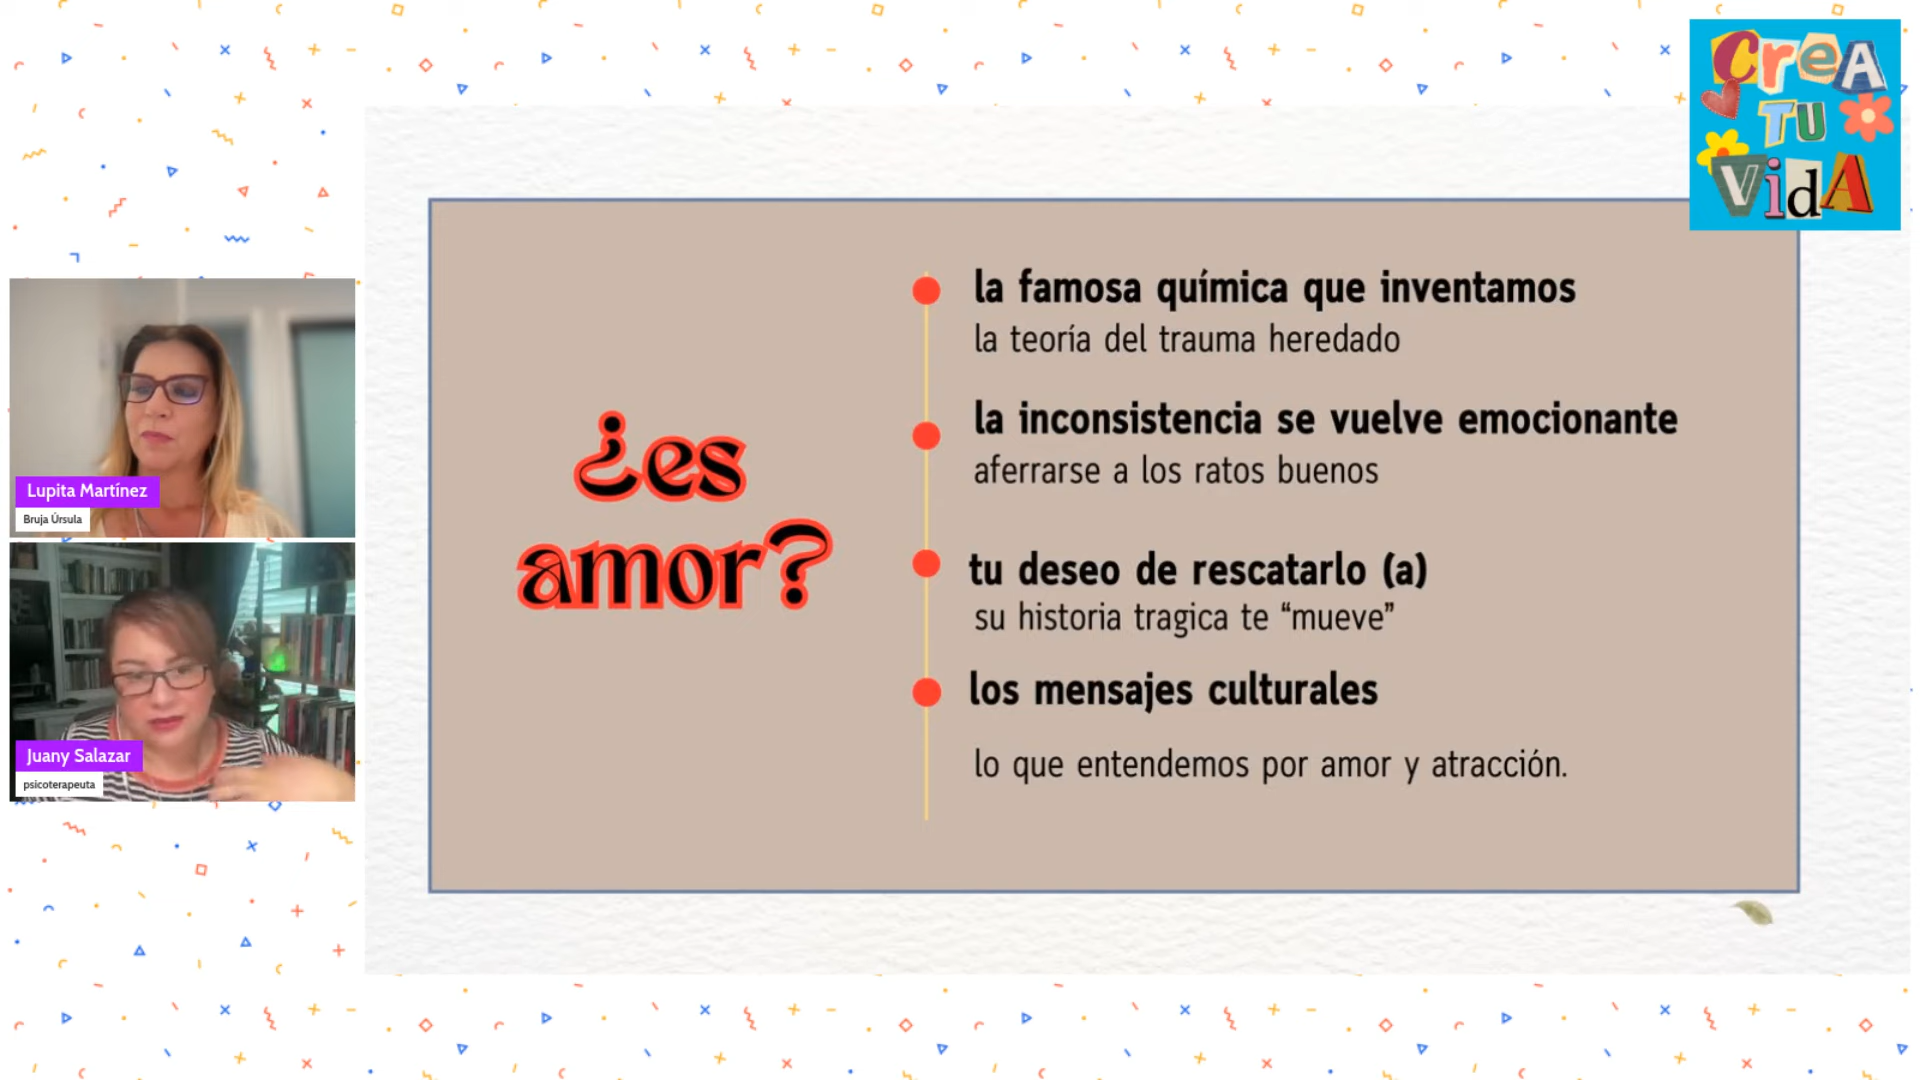 CreA
TU
VidA
¿es
amor?
la famosa química que inventamos
la teoría del trauma heredado
la inconsistencia se vuelve emocionante
aferrarse a los ratos buenos
tu deseo de rescatarlo (a)
su historia tragica te “mueve”
los mensajes culturales
lo que entendemos por amor y atracción.
Lupita Martínez
Bruja Úrsula
Juany Salazar
psicoterapeuta